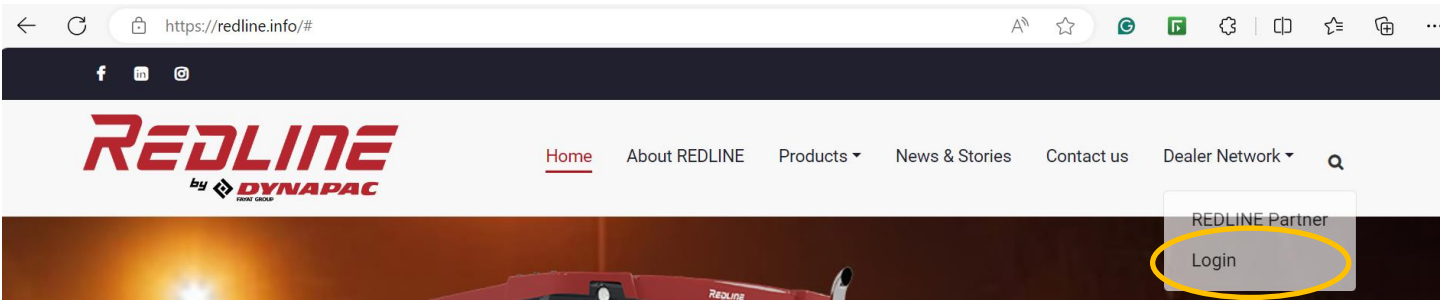 https://redline.info/#
REDLINE
by DYNAPAC
FAYAT GROUP
Home About REDLINE Products News & Stories Contact us Dealer Network
REDLINE Partner
Login
REDLINE